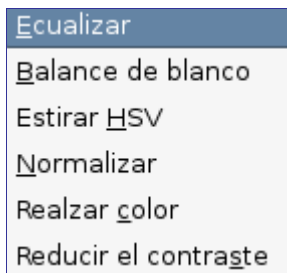 Ecualizar
Balance de blanco
Estirar HSV
Normalizar
Realzar color
Reducir el contraste